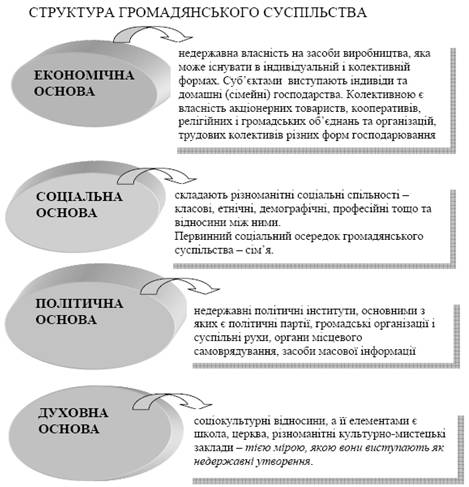 СТРУКТУРА ГРОМАДЯНСЬКОГО СУСПІЛЬСТВА
ЕКОНОМІЧНА
ОСНОВА
недержавна власність на засоби виробництва, яка
може існувати в індивідуальній і колективній
формах. Суб’єктами виступають індивіди та
домашні (сімейні) господарства. Колективною є
власність акціонерних товариств, кооперативів,
релігійних і громадських об’єднань та організацій,
трудових колективів різних форм господарювання
СОЦІАЛЬНА
ОСНОВА
складають різноманітні соціальні спільності –
класові, етнічні, демографічні, професійні тощо та
відносини між ними.
Первинний соціальний осередок громадянського
суспільства – сім’я.
ПОЛІТИЧНА
ОСНОВА
недержавні політичні інститути, основними з
яких є політичні партії, громадські організації і
суспільні рухи, органи місцевого
самоврядування, засоби масової інформації
ДУХОВНА
ОСНОВА
соціокультурні відносини, а її елементами є
школа, церква, різноманітні культурно-мистецькі
заклади – тією мірою, якою вони виступають як
недержавні утворення.